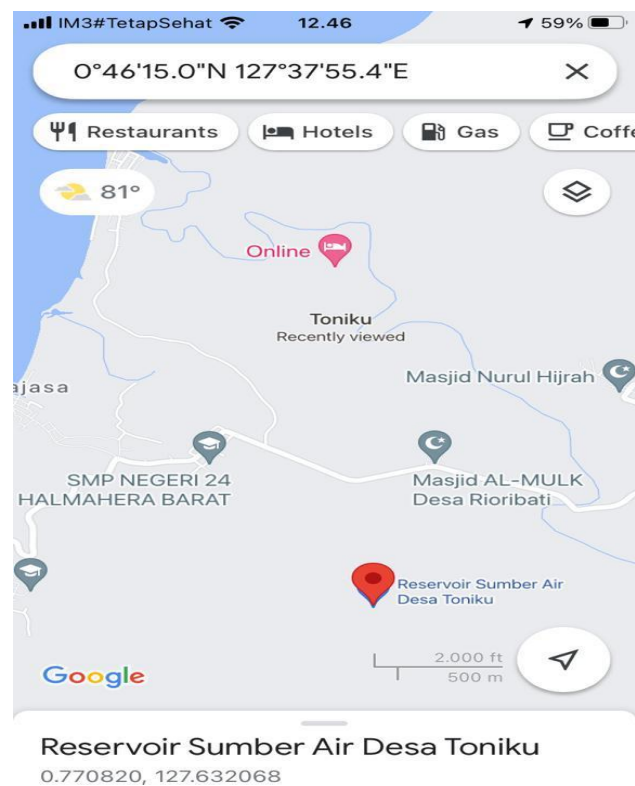 IM3#TetapSehat 12.46 59%
0°46'15.0"N 127°37'55.4"E
Restaurants Hotels Gas Coffe
81°
Online
Toniku
Recently viewed
Masjid Nurul Hijrah
ajasa
SMP NEGERI 24
HALMAHERA BARAT
Masjid AL-MULK
Desa Rioribati
Reservoir Sumber Air
Desa Toniku
2.000 ft
500 m
Google
Reservoir Sumber Air Desa Toniku
0.770820, 127.632068